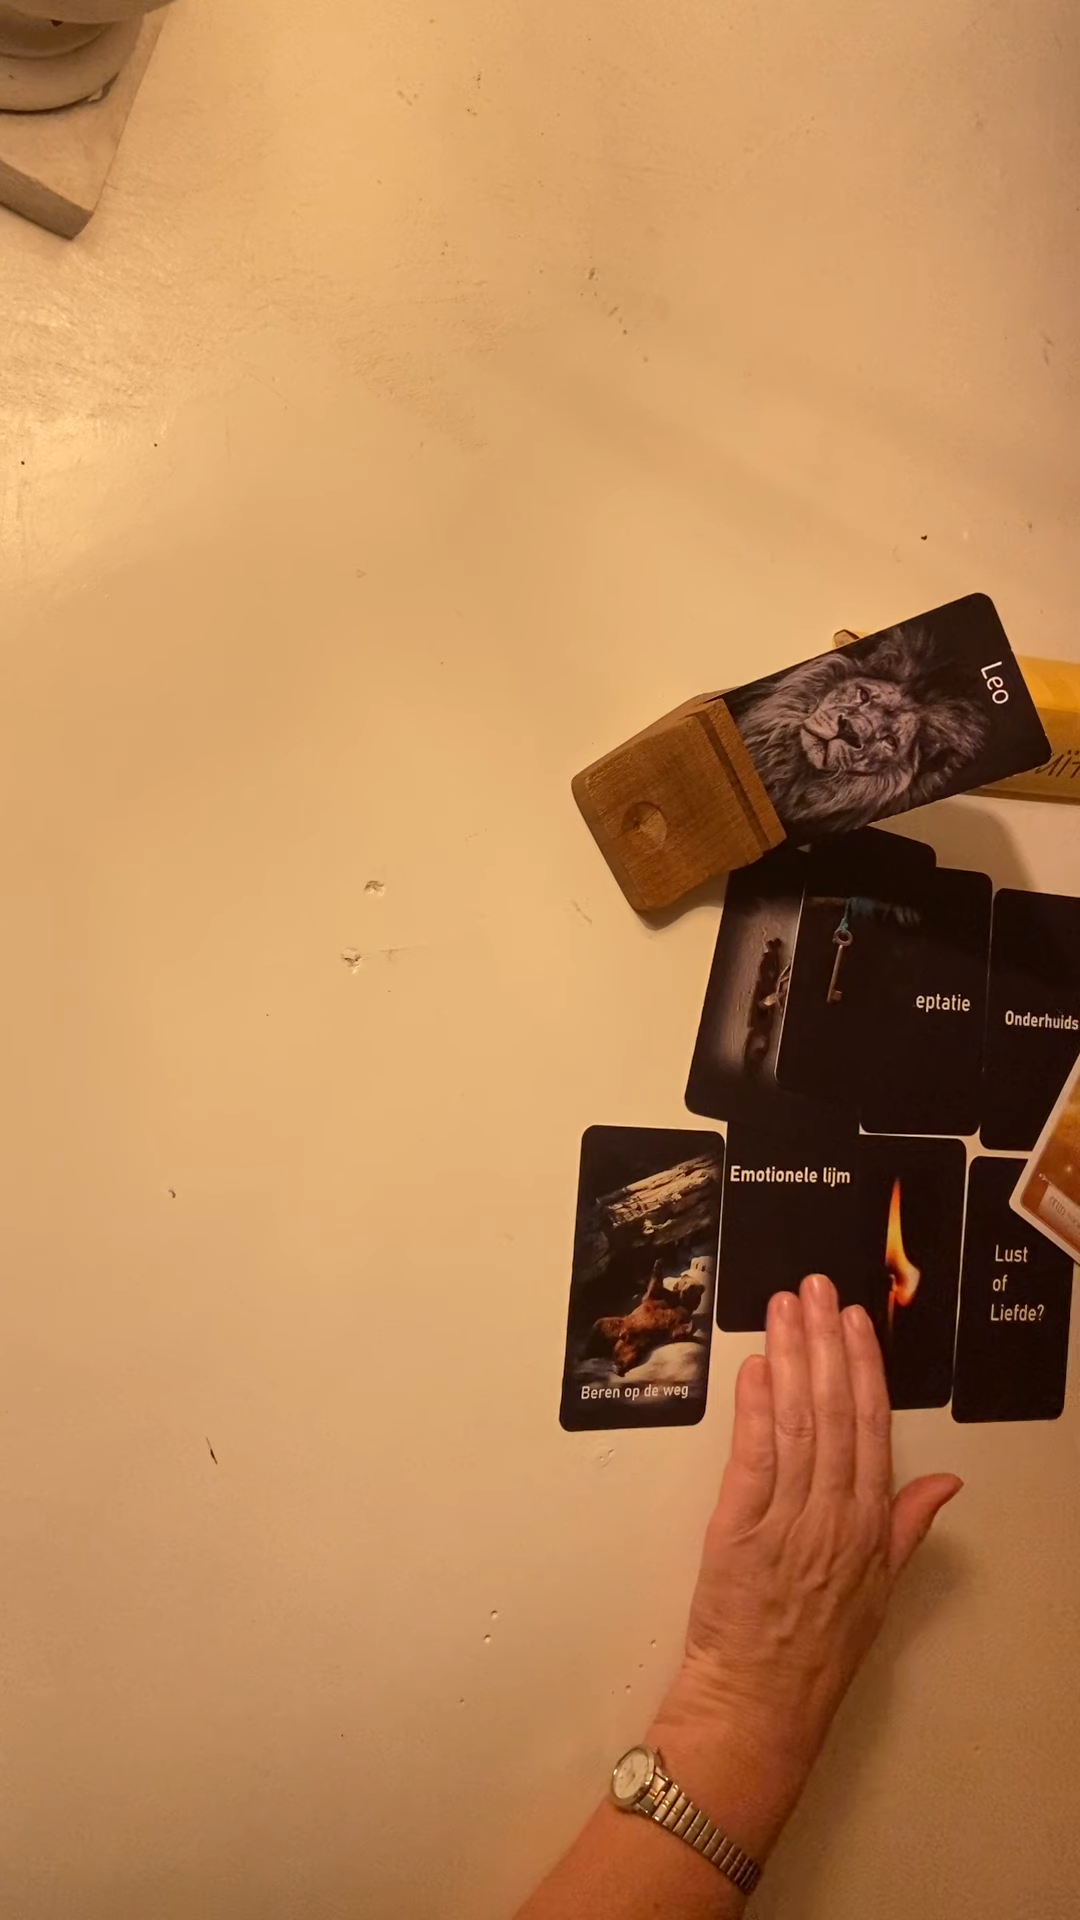 Leo
eptatie
Onderhuids
Emotionele lijm
Lust
of
Liefde?
Beren op de weg